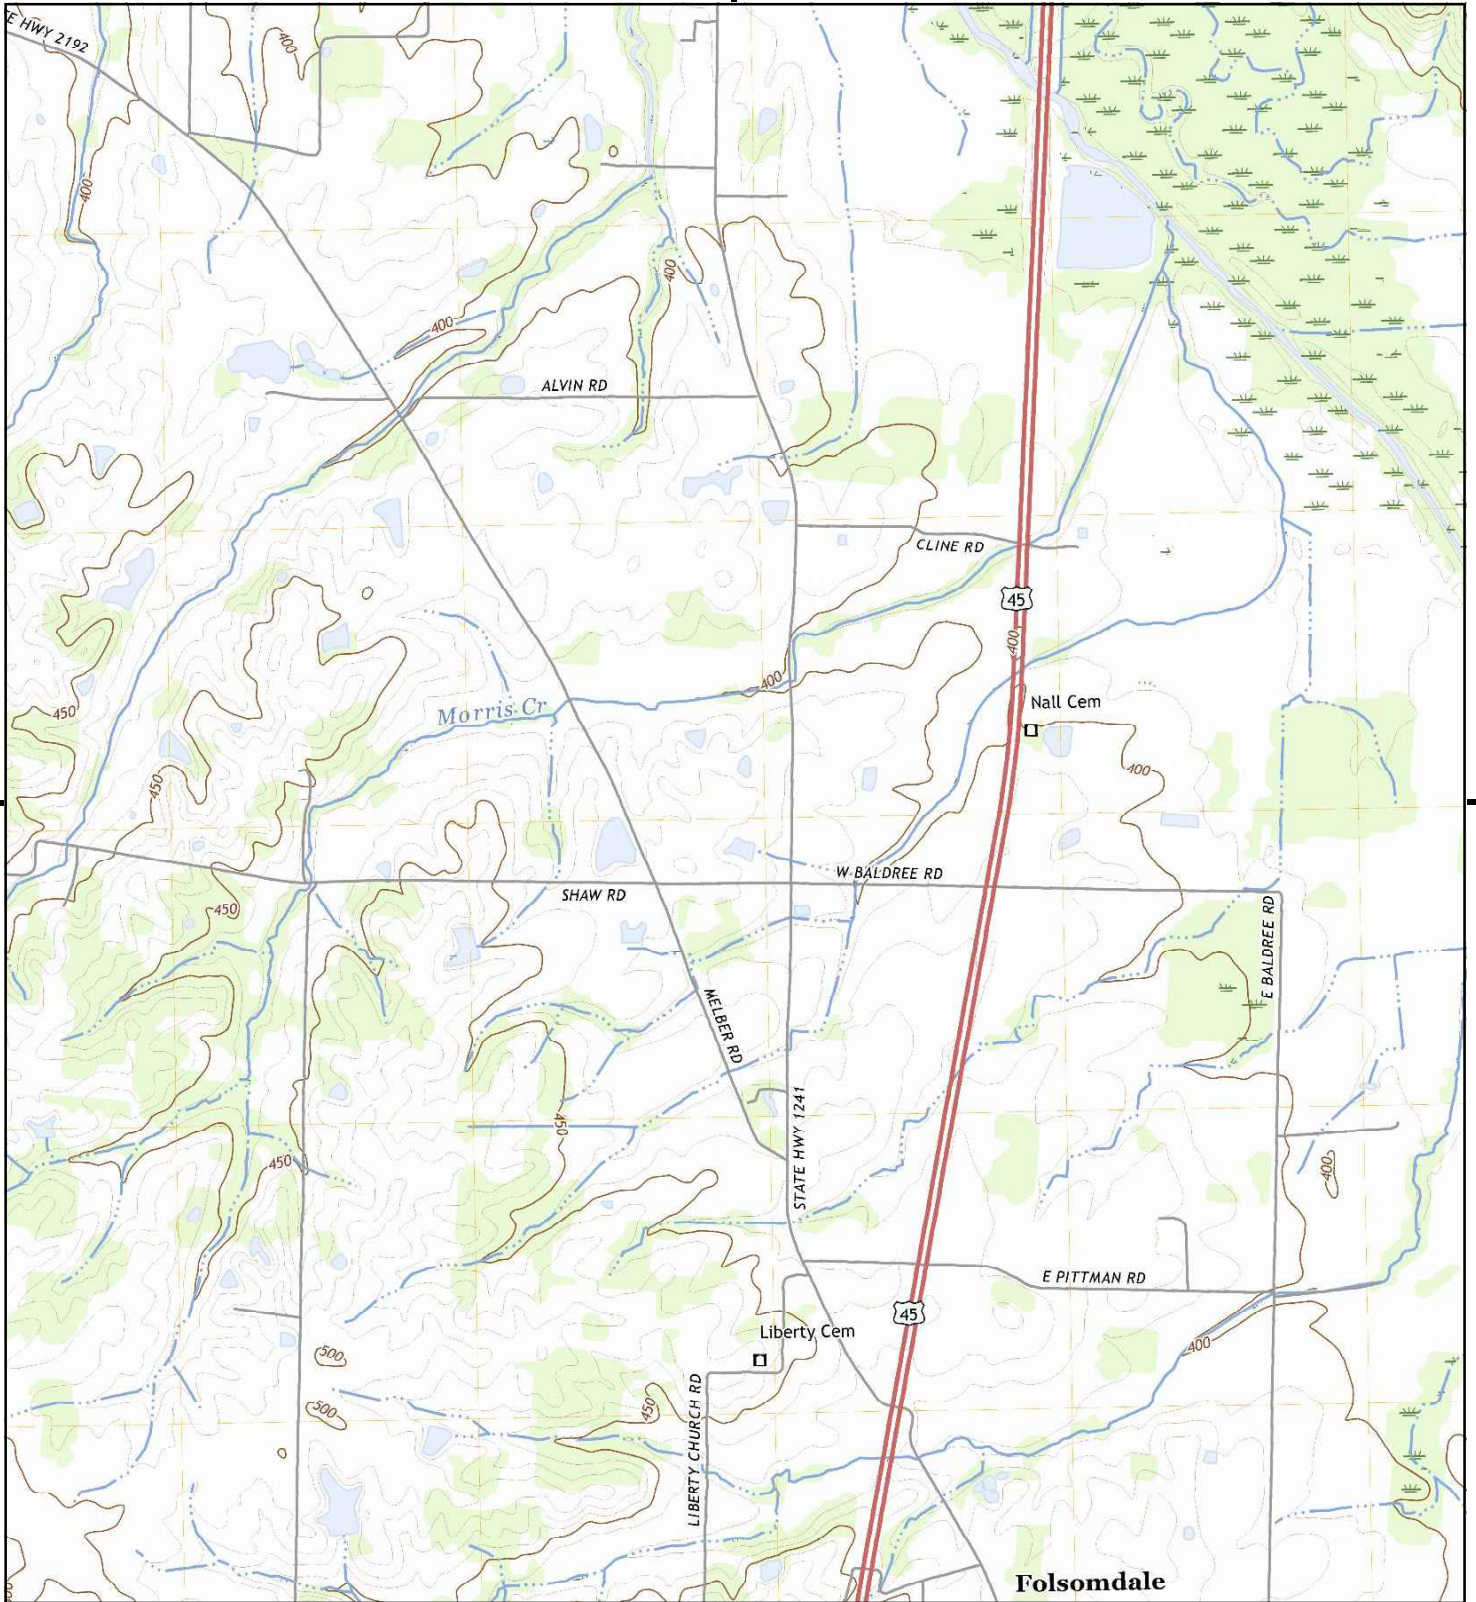 E HWY 2192
400
400
400
400
ALVIN RD
CLINE RD
45
400
400
Nall Cem
Morris Cr
450
400
450
W BALDREE RD
SHAW RD
450
E BALDREE RD
MELBER RD
STATE HWY 1241
450
450
400
E PITTMAN RD
45
Liberty Cem
400
500
LIBERTY CHURCH RD
450
500
Folsomdale